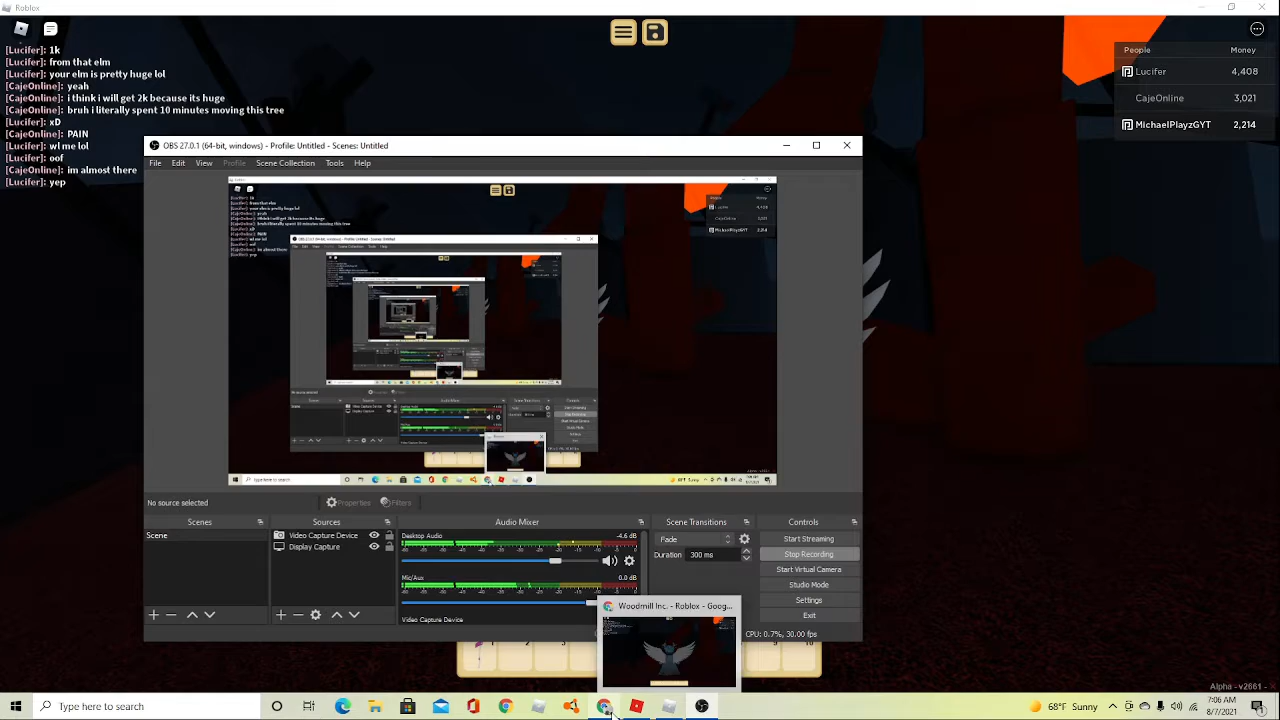 Roblox
[Lucifer]: 1k
from that elm
[Lucifer]: your elm is pretty huge lol
[CajeOnline]: yeah
[CajeOnline]: i think i will get 2k because its huge
[CajeOnline]: bruh i literally spent 10 minutes moving this tree
[Lucifer]: xD
[CajeOnline]: PAIN
[Lucifer]: wl me lol
[Lucifer]: oof
[CajeOnline]: im almost there
[Lucifer]: yep
People Money
Lucifer 4,408
CajeOnline 3,021
MichaelPlayzGYT 2,214
OBS 27.0.1 (64-bit, windows) - Profile: Untitled - Scenes: Untitled
File Edit View Profile Scene Collection Tools Help
No source selected Properties Filters
Scenes Sources Audio Mixer Scene Transitions Controls
Scene
Video Capture Device
Display Capture
Desktop Audio -4.6 dB
Mic/Aux 0.0 dB
Video Capture Device
Fade
Duration 300 ms
Start Streaming
Stop Recording
Start Virtual Camera
Studio Mode
Settings
Exit
CPU: 0.7%, 30.00 fps
Woodmill Inc. - Roblox - Goog...
1 2 3 9 10
Alpha - v2661
Type here to search
68°F Sunny
7:06 AM
8/7/2021